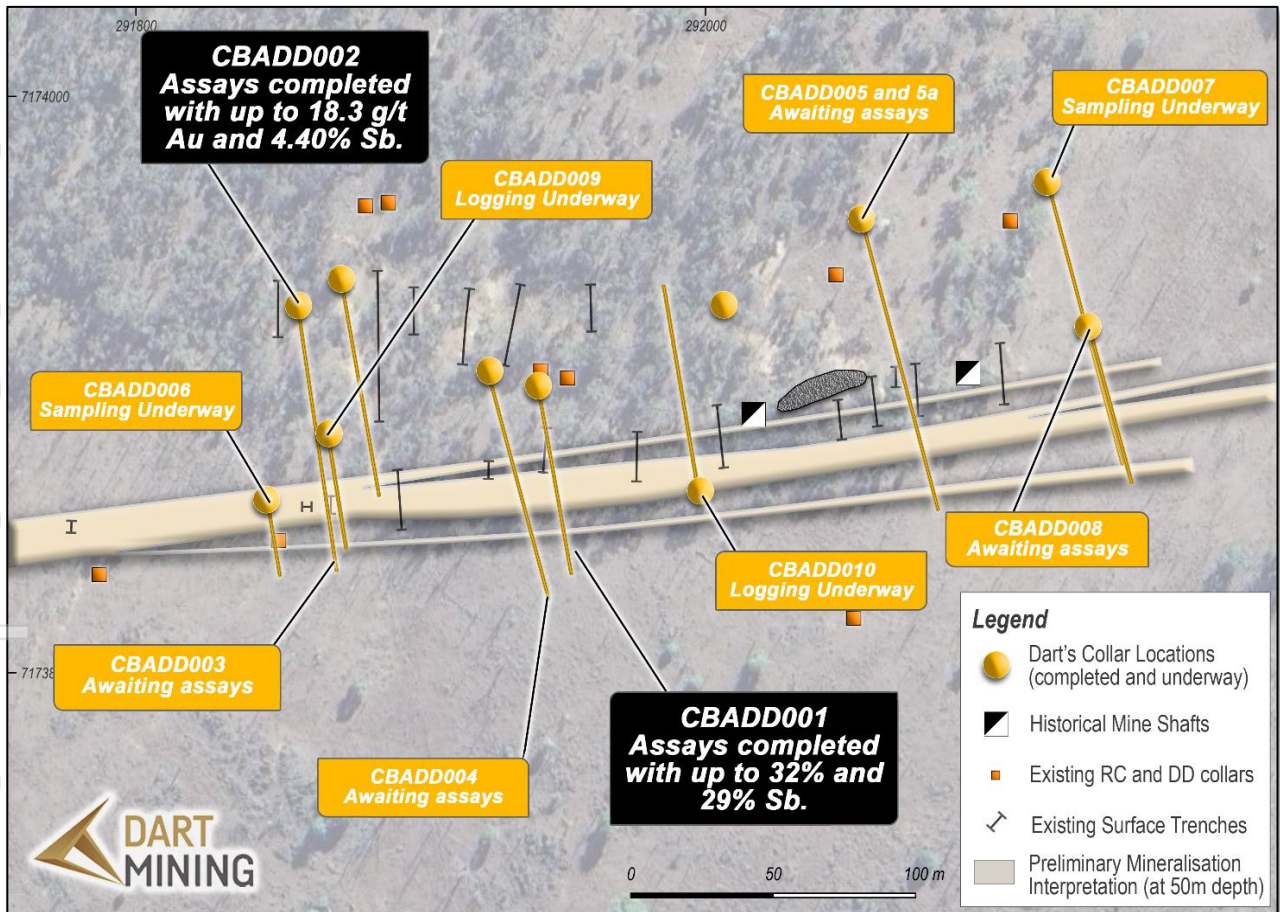 291800
292000
7174000
CBADD002
Assays completed
with up to 18.3 g/t
Au and 4.40% Sb.
CBADD009
Logging Underway
CBADD005 and 5a
Awaiting assays
CBADD007
Sampling Underway
CBADD006
Sampling Underway
CBADD003
Awaiting assays
CBADD004
Awaiting assays
CBADD001
Assays completed
with up to 32% and
29% Sb.
CBADD010
Logging Underway
CBADD008
Awaiting assays
Legend
Dart's Collar Locations
(completed and underway)
Historical Mine Shafts
Existing RC and DD collars
Existing Surface Trenches
Preliminary Mineralisation
Interpretation (at 50m depth)
DART
MINING
0 50 100 m